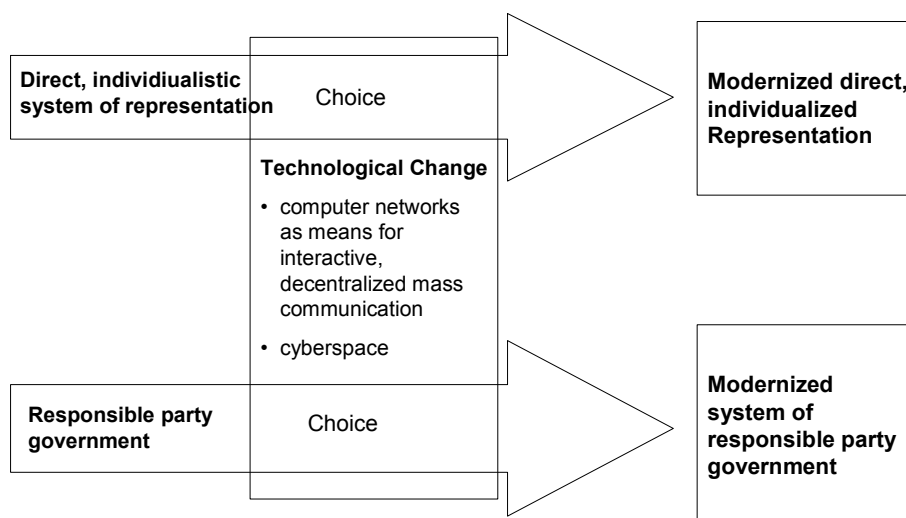 Direct, individiualistic
system of representation
Choice
Modernized direct,
individualized
Representation
Technological Change
• computer networks
as means for
interactive,
decentralized mass
communication
• cyberspace
Responsible party
government
Choice
Modernized
system of
responsible party
government